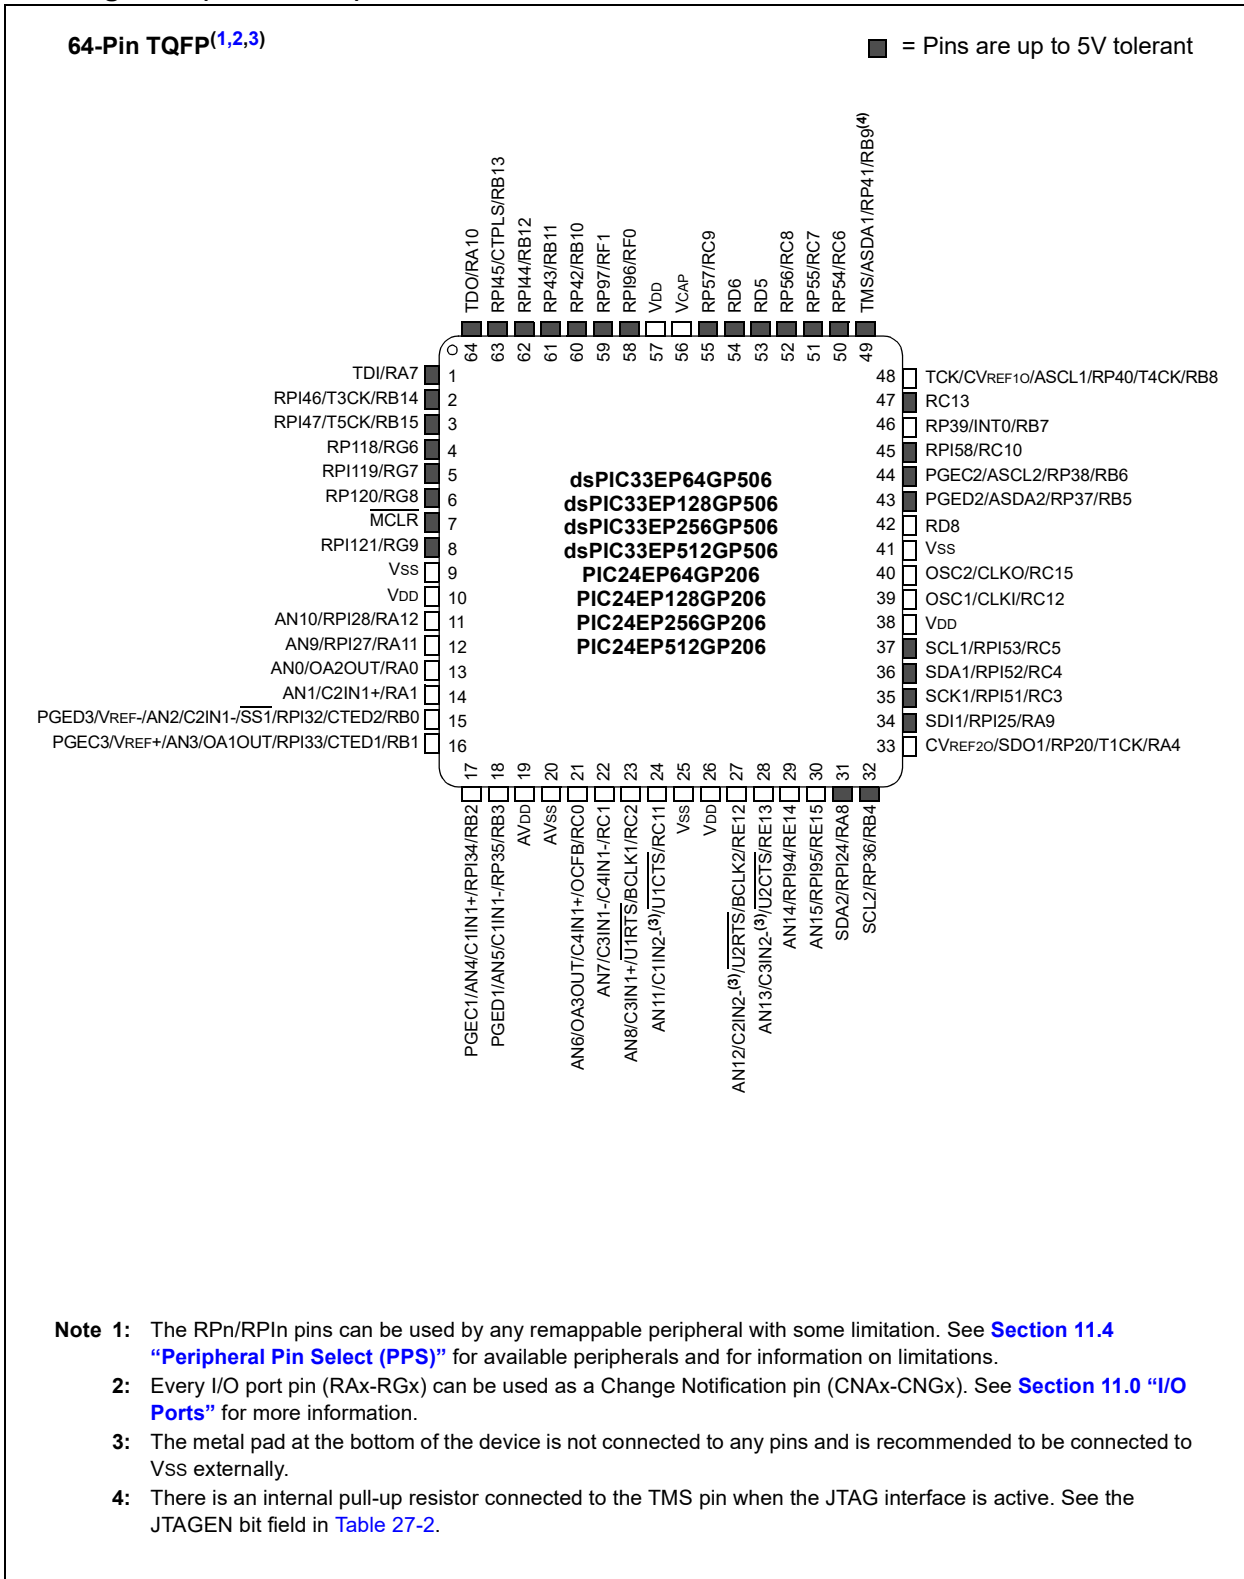 64-Pin TQFP(1,2,3)
= Pins are up to 5V tolerant
TDO/RA10
RPI45/CTPLS/RB13
RPI44/RB12
RP43/RB11
RP42/RB10
RP97/RF1
RPI96/RF0
VDD
VCAP
RP57/RC9
RD6
RD5
RP56/RC8
RP55/RC7
RP54/RC6
TMS/ASDA1/RP41/RB9(4)
64
63
62
61
60
59
58
57
56
55
54
53
52
51
50
49
TDI/RA7 1
RPI46/T3CK/RB14 2
RPI47/T5CK/RB15 3
RP118/RG6 4
RPI119/RG7 5
RP120/RG8 6
MCLR 7
RPI121/RG9 8
VSS 9
VDD 10
AN10/RPI28/RA12 11
AN9/RPI27/RA11 12
AN0/OA2OUT/RA0 13
AN1/C2IN1+/RA1 14
PGED3/VREF-/AN2/C2IN1-/SS1/RPI32/CTED2/RB0 15
PGEC3/VREF+/AN3/OA1OUT/RPI33/CTED1/RB1 16
dsPIC33EP64GP506
dsPIC33EP128GP506
dsPIC33EP256GP506
dsPIC33EP512GP506
PIC24EP64GP206
PIC24EP128GP206
PIC24EP256GP206
PIC24EP512GP206
48 TCK/CVREF1O/ASCL1/RP40/T4CK/RB8
47 RC13
46 RP39/INT0/RB7
45 RPI58/RC10
44 PGEC2/ASCL2/RP38/RB6
43 PGED2/ASDA2/RP37/RB5
42 RD8
41 VSS
40 OSC2/CLKO/RC15
39 OSC1/CLKI/RC12
38 VDD
37 SCL1/RPI53/RC5
36 SDA1/RPI52/RC4
35 SCK1/RPI51/RC3
34 SDI1/RPI25/RA9
33 CVREF2O/SDO1/RP20/T1CK/RA4
17
18
19
20
21
22
23
24
25
26
27
28
29
30
31
32
PGEC1/AN4/C1IN1+/RPI34/RB2
PGED1/AN5/C1IN1-/RP35/RB3
AVDD
AVSS
AN6/OA3OUT/C4IN1+/OCFB/RC0
AN7/C3IN1-/C4IN1-/RC1
AN8/C3IN1+/U1RTS/BCLK1/RC2
AN11/C1IN2-(3)/U1CTS/RC11
VSS
VDD
AN12/C2IN2-(3)/U2RTS/BCLK2/RE12
AN13/C3IN2-(3)/U2CTS/RE13
AN14/RPI94/RE14
AN15/RPI95/RE15
SDA2/RPI24/RA8
SCL2/RP36/RB4
Note 1: The RPn/RPIn pins can be used by any remappable peripheral with some limitation. See Section 11.4
“Peripheral Pin Select (PPS)” for available peripherals and for information on limitations.
2: Every I/O port pin (RAx-RGx) can be used as a Change Notification pin (CNAx-CNGx). See Section 11.0 “I/O
Ports” for more information.
3: The metal pad at the bottom of the device is not connected to any pins and is recommended to be connected to
VSS externally.
4: There is an internal pull-up resistor connected to the TMS pin when the JTAG interface is active. See the
JTAGEN bit field in Table 27-2.